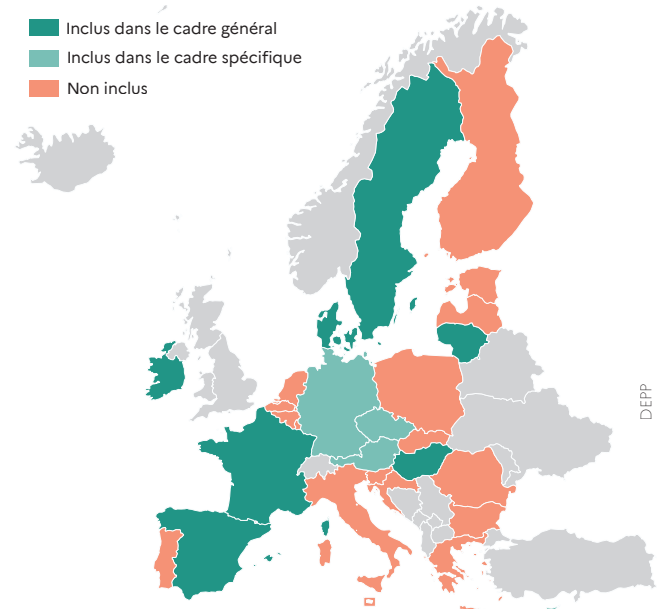 Inclus dans le cadre général
Inclus dans le cadre spécifique
Non inclus
DEPP